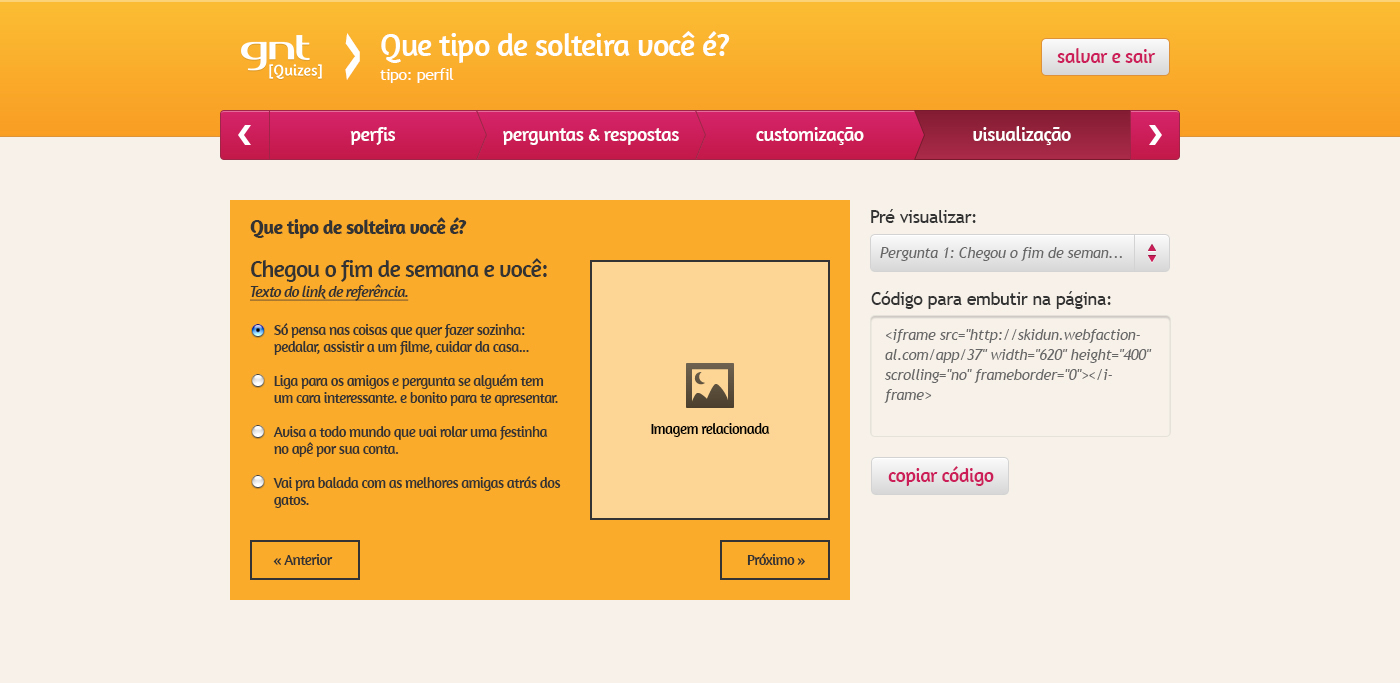 gnt
[Quizes]
Que tipo de solteira você é?
tipo: perfil
salvar e sair
perfis
perguntas & respostas
customização
visualização
Que tipo de solteira você é?
Chegou o fim de semana e você:
Texto do link de referência.
Só pensa nas coisas que quer fazer sozinha:
pedalar, assistir a um filme, cuidar da casa...
Liga para os amigos e pergunta se alguém tem
um cara interessante. e bonito para te apresentar.
Avisa a todo mundo que vai rolar uma festinha
no apê por sua conta.
Vai pra balada com as melhores amigas atrás dos
gatos.
Imagem relacionada
« Anterior
Próximo »
Pré visualizar:
Pergunta 1: Chegou o fim de seman...
Código para embutir na página:
<iframe src="http://skidun.webfaction-
al.com/app/37" width="620" height="400"
scrolling="no" frameborder="0"></i-
frame>
copiar código